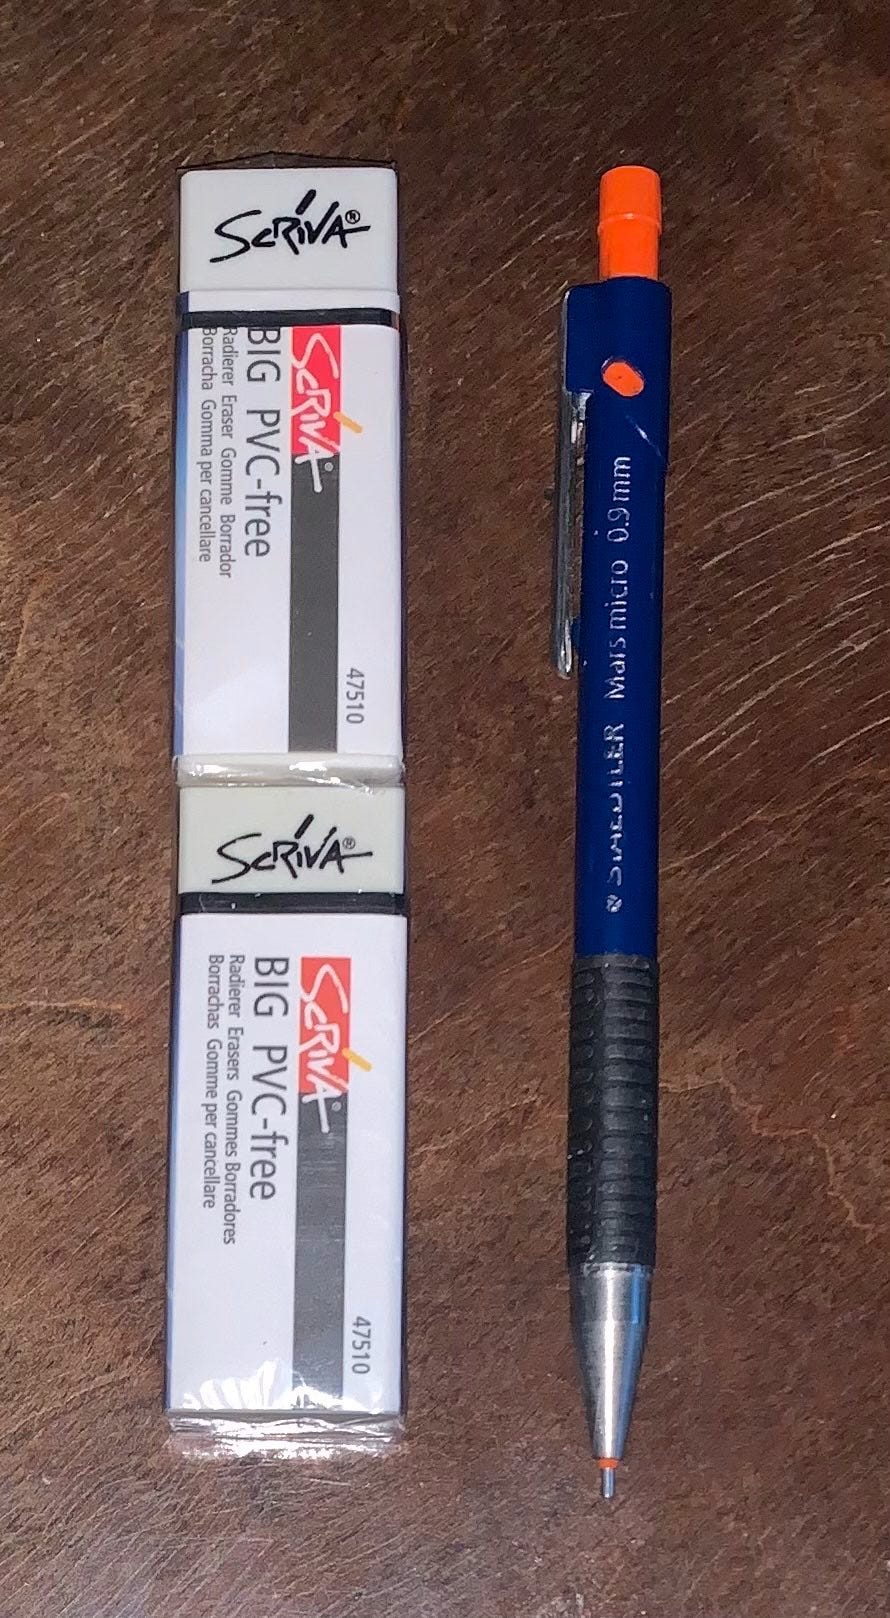 SCRIVA®
SCRIVA®
BIG PVC-free
Radierer Eraser Gomme Borrador
Borracha Gomma per cancellare
47510
SCRIVA®
SCRIVA®
BIG PVC-free
Radierer Erasers Gommes Borradores
Borrachas Gomme per cancellare
47510
STAEDTLER Mars micro 0.9 mm